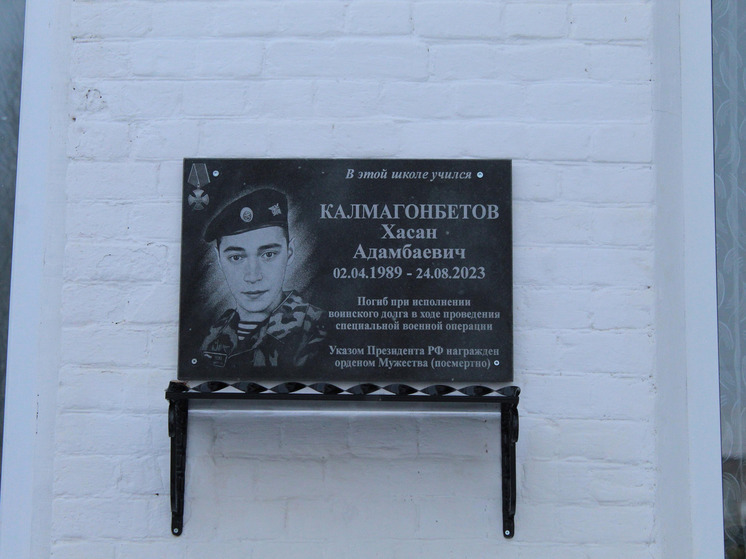 В этой школе учился
КАЛМАГОНБЕТОВ
Хасан
Адамбаевич
02.04.1989 - 24.08.2023
Погиб при исполнении
воинского долга в ходе проведения
специальной военной операции
Указом Президента РФ награжден
орденом Мужества (посмертно)